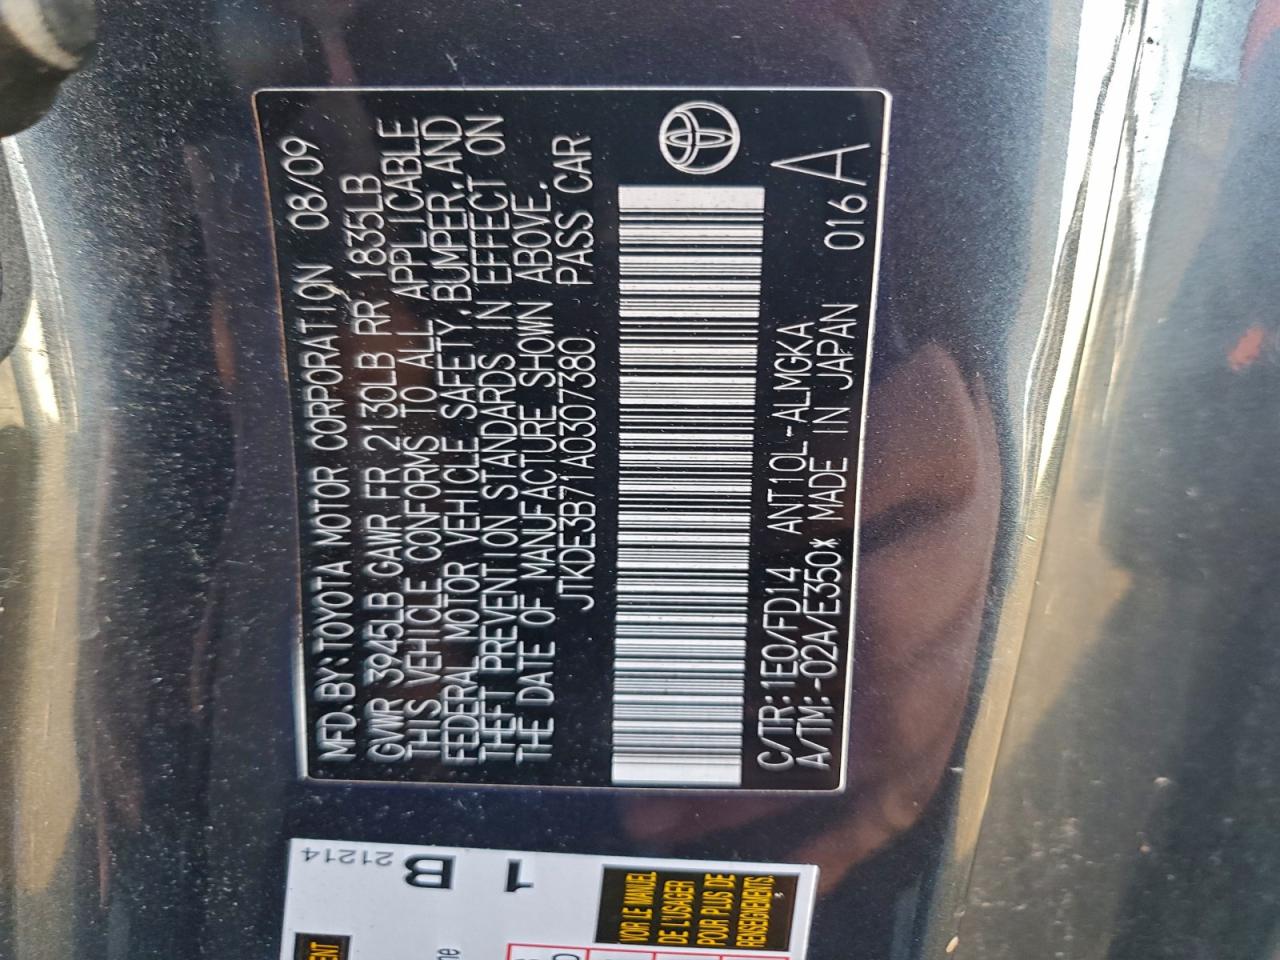 MFD.BY:TOYOTA MOTOR CORPORATION 08/09
GVWR 3945LB GAWR FR 2130LB RR 1835LB
THIS VEHICLE CONFORMS TO ALL APPLICABLE
FEDERAL MOTOR VEHICLE SAFETY,BUMPER,AND
THEFT PREVENTION STANDARDS IN EFFECT ON
THE DATE OF MANUFACTURE SHOWN ABOVE.
JTKDE3B71A0307380 PASS CAR
C/TR:1E0/FD14 ANT10L-ALMGKA
A/TM:-02A/E350* MADE IN JAPAN 016A
21214
B
1
VOIR LE MANUEL
DE L'USAGER
POUR PLUS DE
RENSEIGNEMENTS.